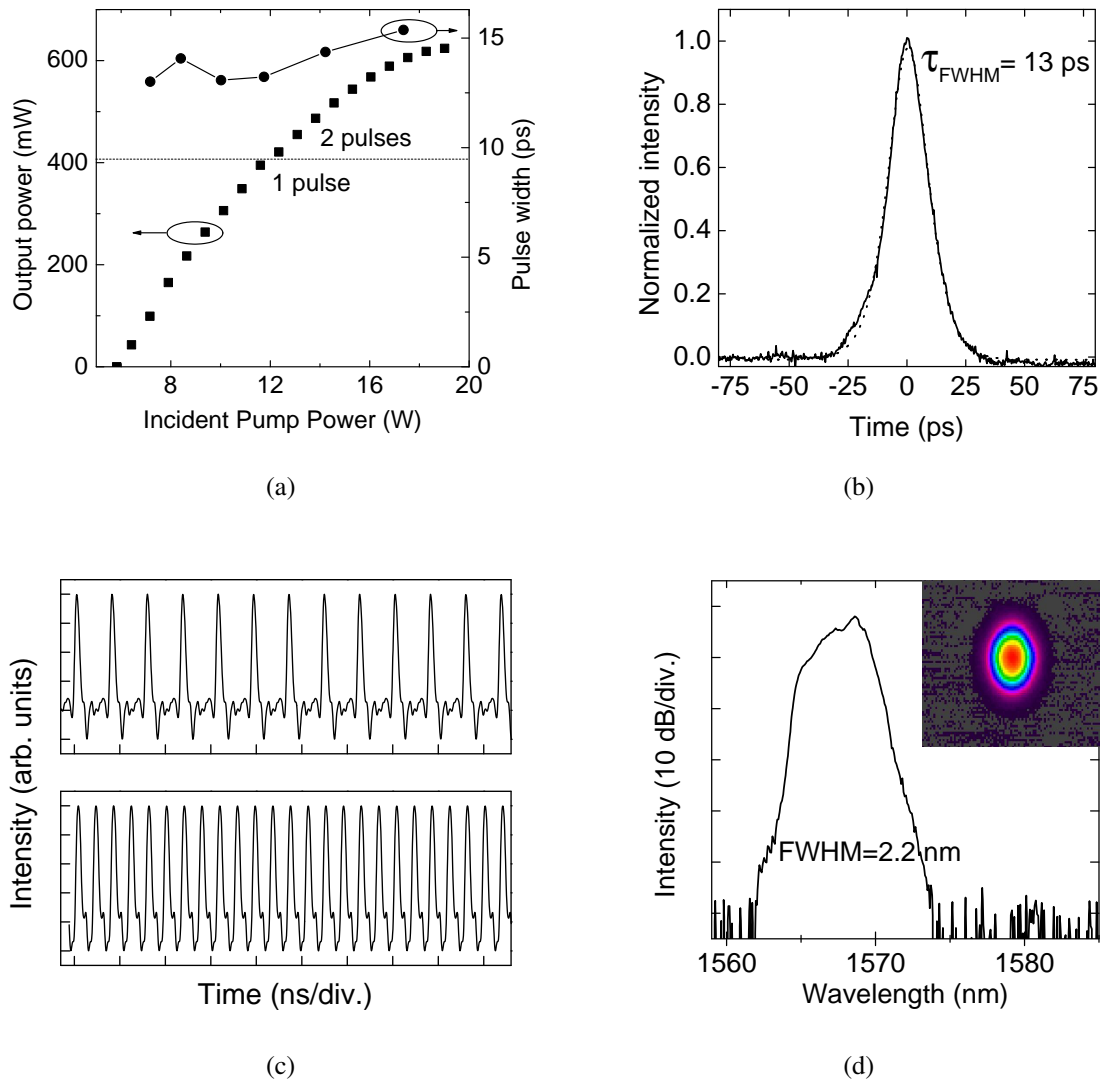 600
400
200
0
Output power (mW)
8
12
16
20
Incident Pump Power (W)
15
10
5
0
Pulse width (ps)
2 pulses
1 pulse
(a)
1.0
0.8
0.6
0.4
0.2
0.0
Normalized intensity
τFWHM= 13 ps
-75
-50
-25
0
25
50
75
Time (ps)
(b)
Intensity (arb. units)
Time (ns/div.)
(c)
Intensity (10 dB/div.)
FWHM=2.2 nm
1560
1570
1580
Wavelength (nm)
(d)